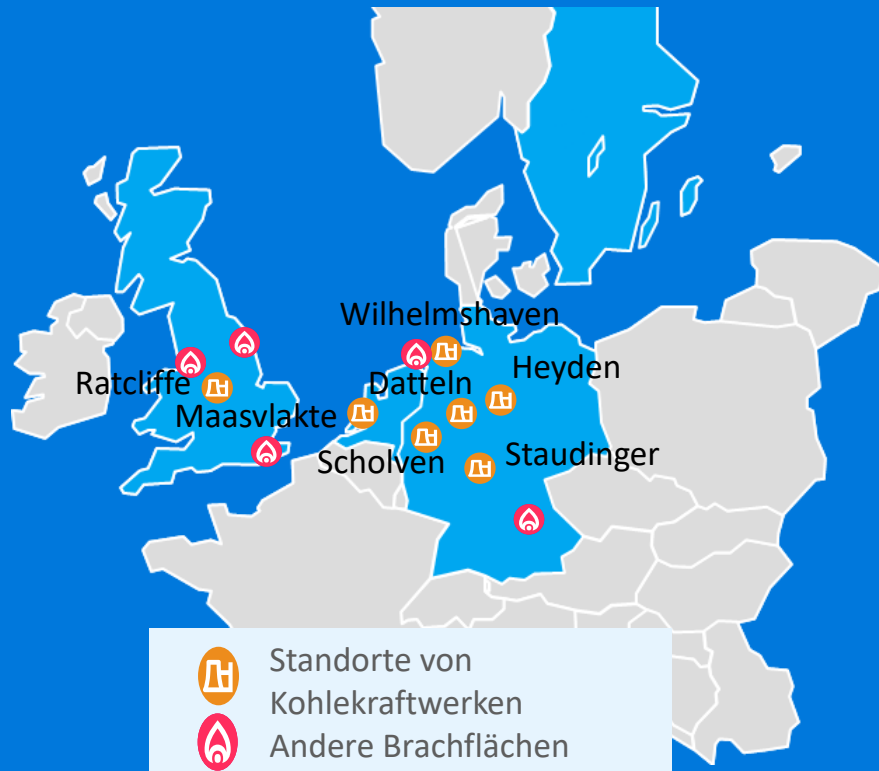 Wilhelmshaven
Ratcliffe
Datteln
Heyden
Maasvlakte
Scholven
Staudinger
Standorte von
Kohlekraftwerken
Andere Brachflächen